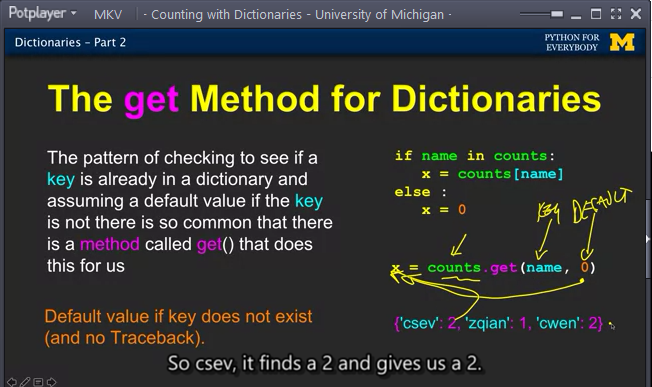 Potplayer
MKV
- Counting with Dictionaries - University of Michigan -
Dictionaries - Part 2
PYTHON FOR
EVERYBODY
M
The get Method for Dictionaries
The pattern of checking to see if a
key is already in a dictionary and
assuming a default value if the key
is not there is so common that there
is a method called get() that does
this for us
if name in counts:
x = counts[name]
else :
x = 0
KEY DEFAULT
x = counts.get(name, 0)
Default value if key does not exist
(and no Traceback).
{'csev': 2, 'zqian': 1, 'cwen': 2}
So csev, it finds a 2 and gives us a 2.